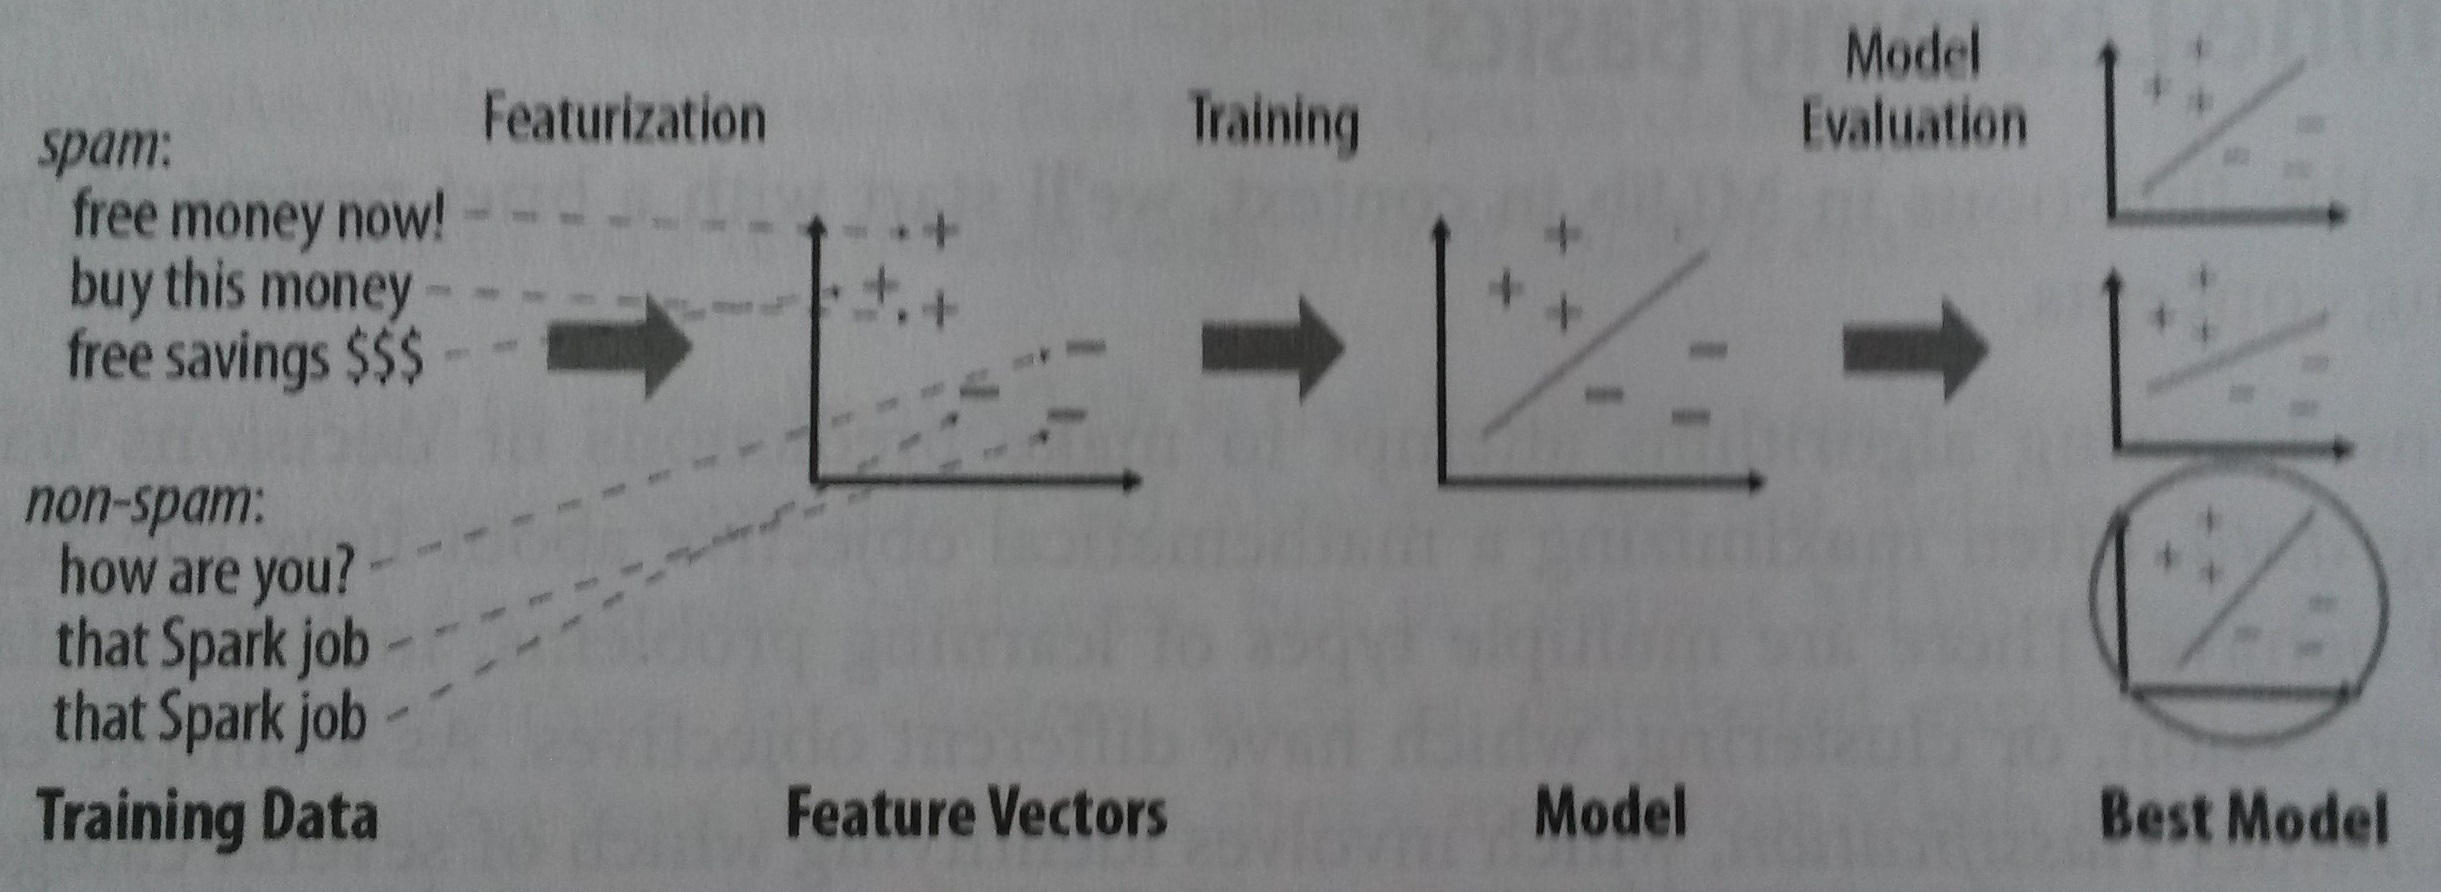 spam:
free money now!
buy this money
free savings $$$
non-spam:
how are you?
that Spark job
that Spark job
Training Data
Featurization
Feature Vectors
Training
Model
Model
Evaluation
Best Model